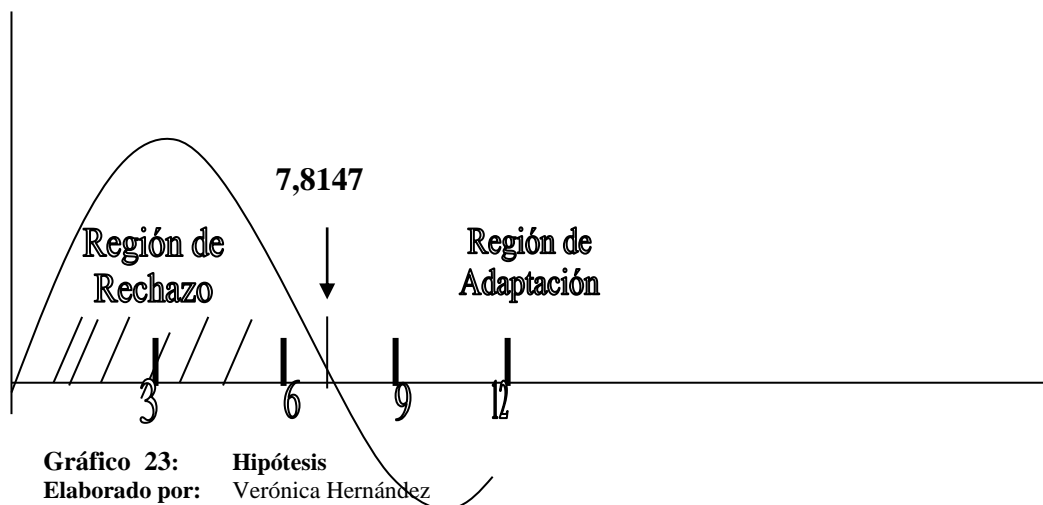 7,8147
Región de
Rechazo
Región de
Adaptación
3
6
9
12
Gráfico 23: Hipótesis
Elaborado por: Verónica Hernández